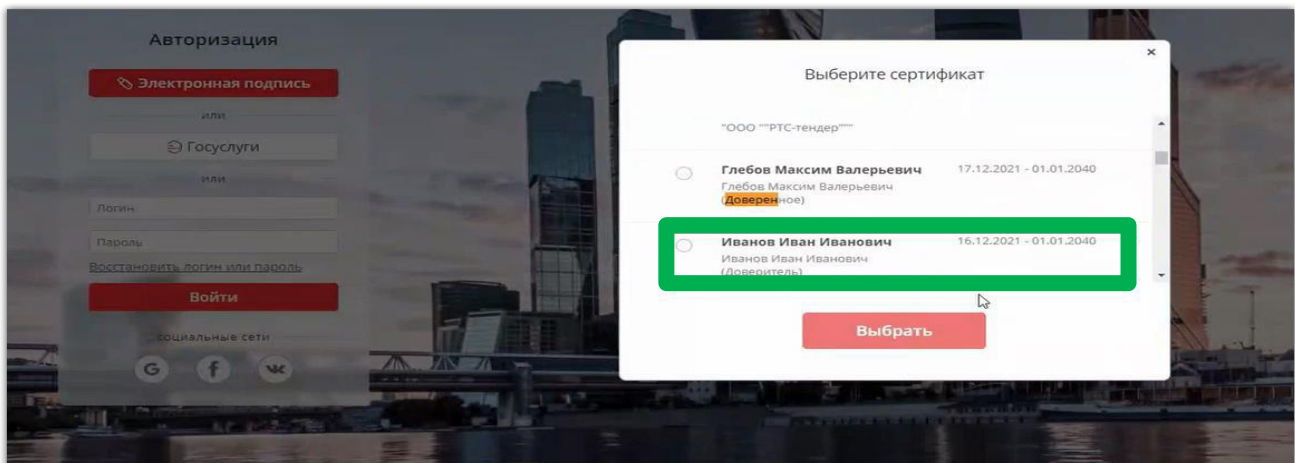 Авторизация
Электронная подпись
или
Госуслуги
или
Логин
Пароль
Восстановить логин или пароль
Войти
социальные сети
G f
Выберите сертификат
"ООО ""РТС-тендер"""
Глебов Максим Валерьевич 17.12.2021 - 01.01.2040
Глебов Максим Валерьевич
(Доверенное)
Иванов Иван Иванович 16.12.2021 - 01.01.2040
Иванов Иван Иванович
(Доверитель)
Выбрать